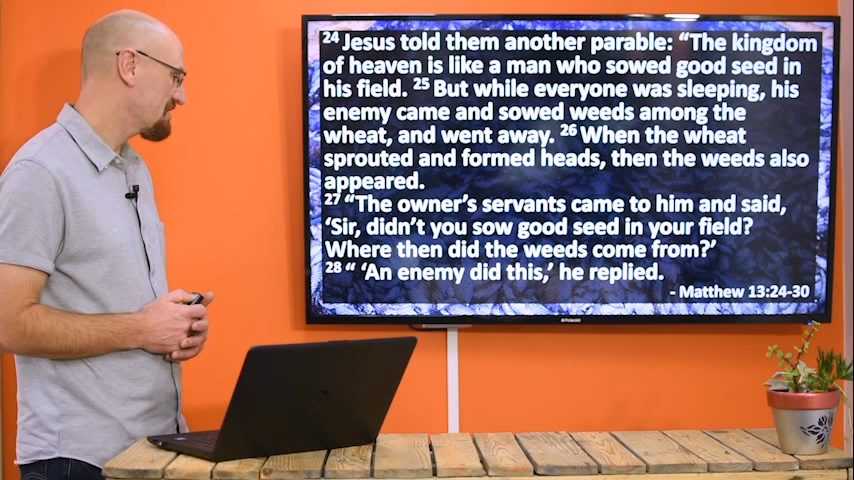 24 Jesus told them another parable: “The kingdom
of heaven is like a man who sowed good seed in
his field. 25 But while everyone was sleeping, his
enemy came and sowed weeds among the
wheat, and went away. 26 When the wheat
sprouted and formed heads, then the weeds also
appeared.
27 “The owner’s servants came to him and said,
‘Sir, didn’t you sow good seed in your field?
Where then did the weeds come from?’
28 “ ‘An enemy did this,’ he replied.
- Matthew 13:24-30
Polaroid